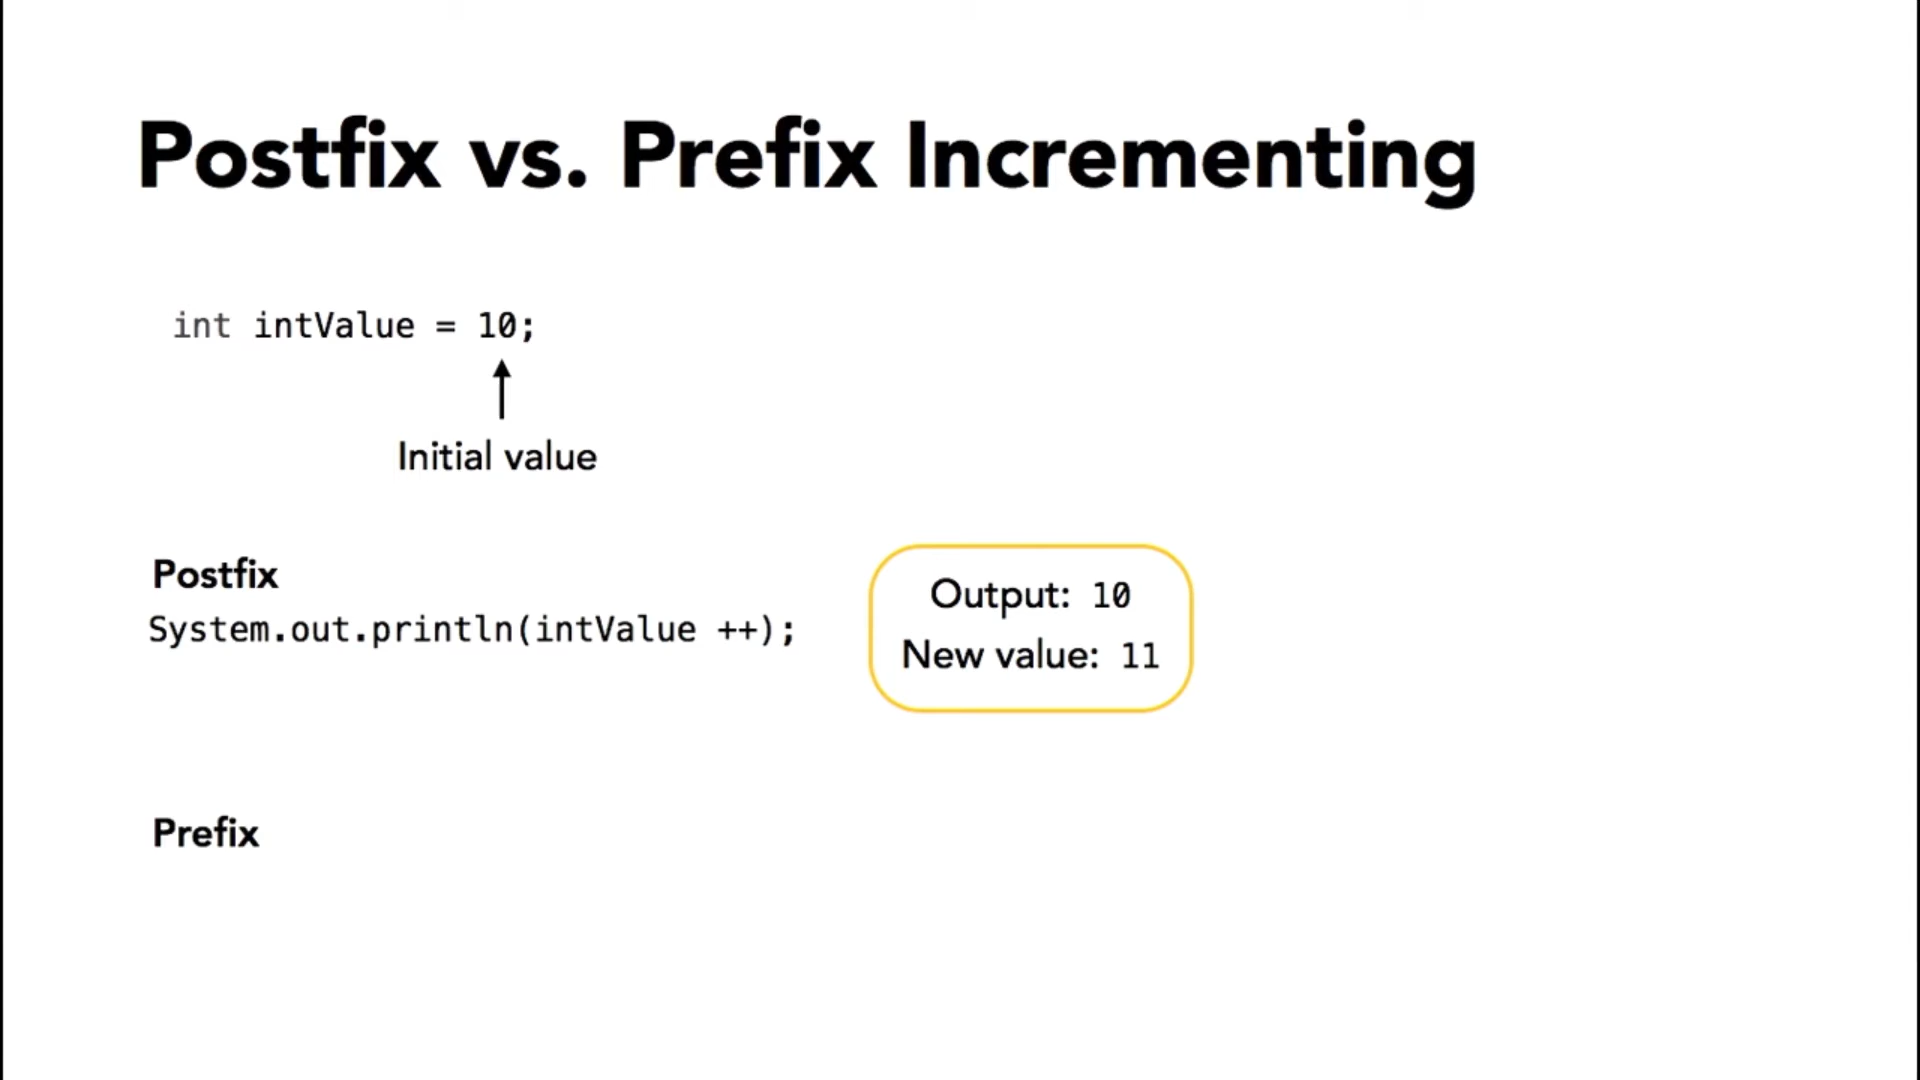 Postfix vs. Prefix Incrementing
int intValue = 10;
Initial value
Postfix
System.out.println(intValue ++);
Output: 10
New value: 11
Prefix